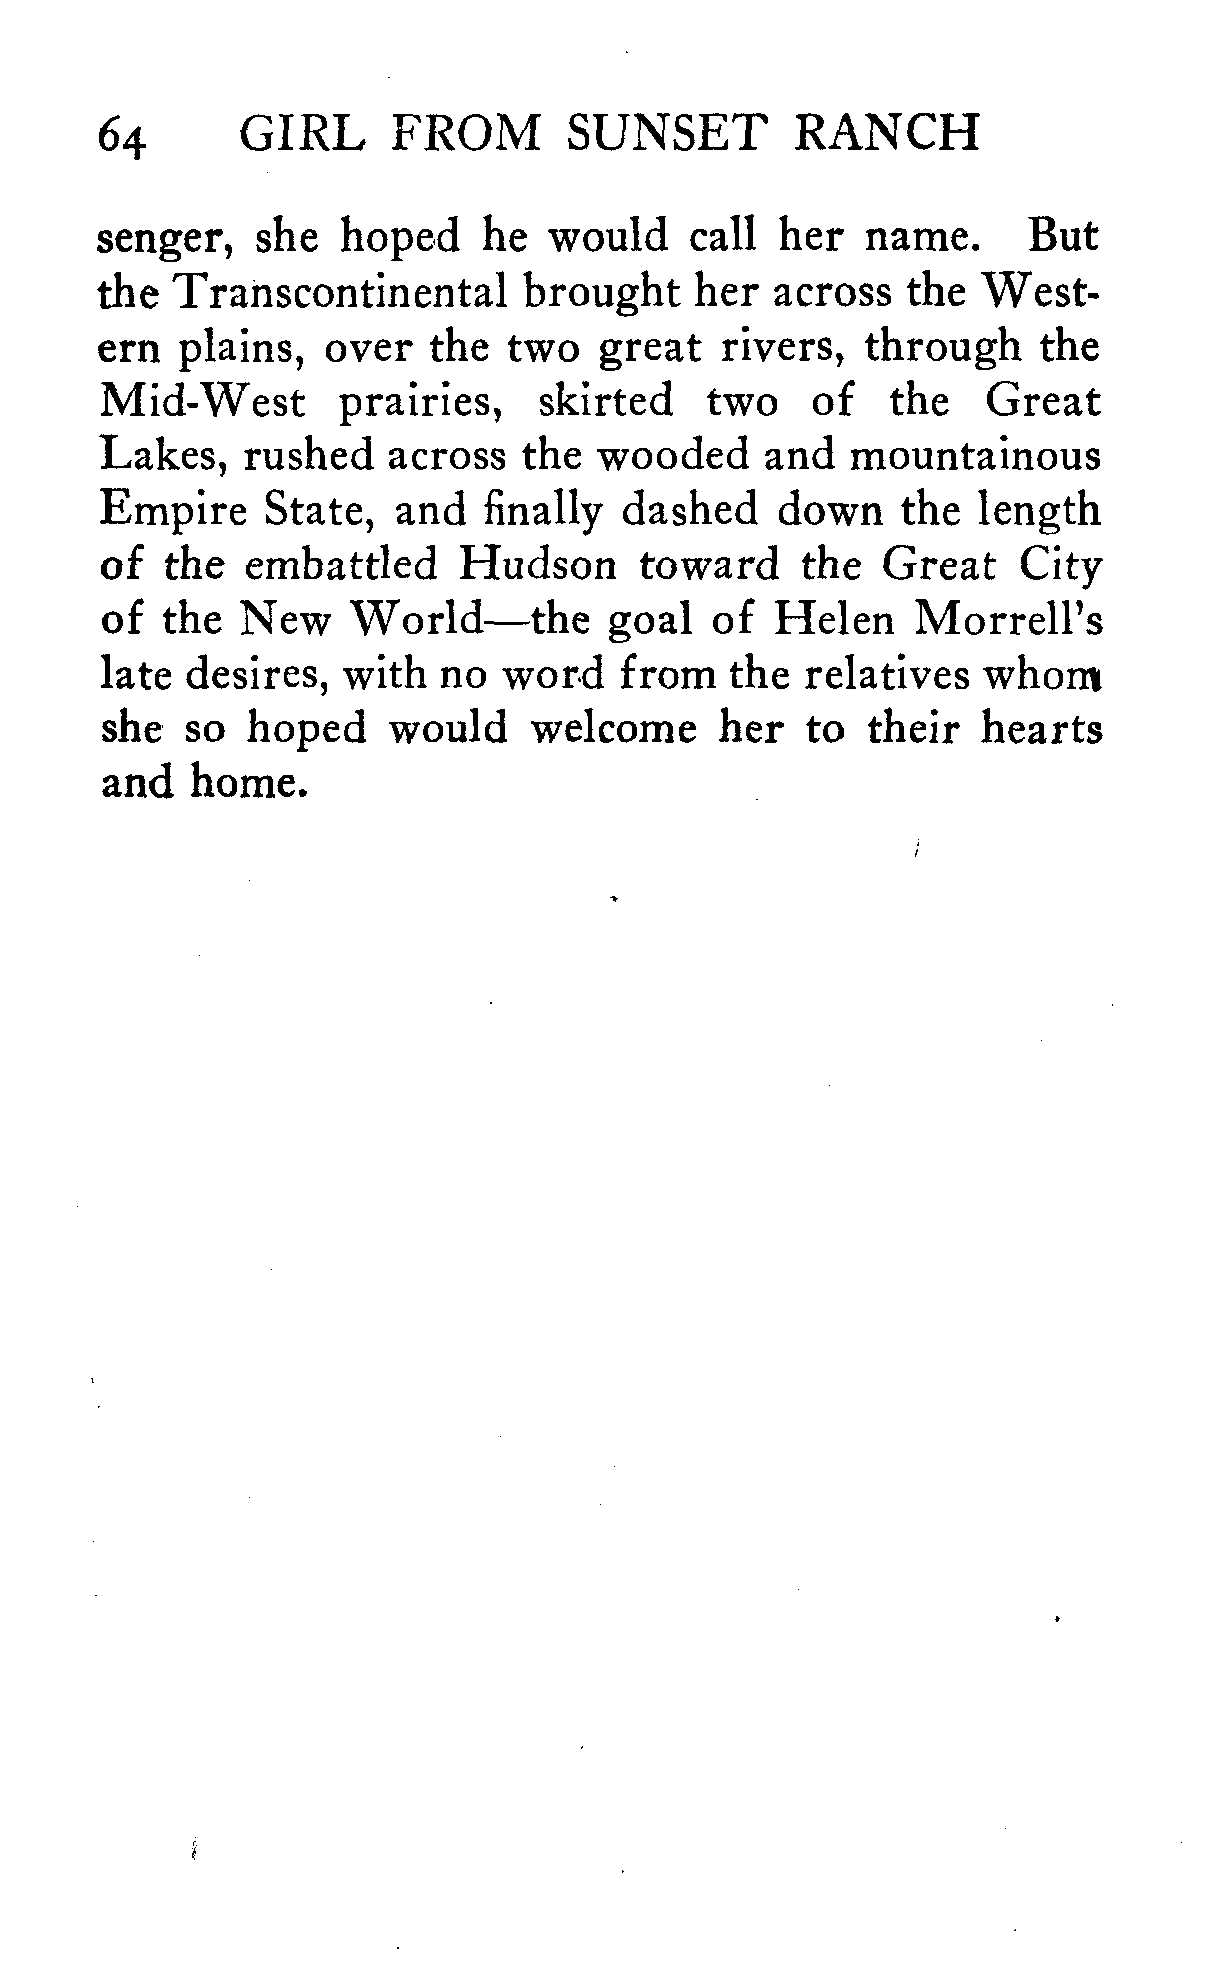 64 GIRL FROM SUNSET RANCH
senger, she hoped he would call her name. But
the Transcontinental brought her across the West-
ern plains, over the two great rivers, through the
Mid-West prairies, skirted two of the Great
Lakes, rushed across the wooded and mountainous
Empire State, and finally dashed down the length
of the embattled Hudson toward the Great City
of the New World—the goal of Helen Morrell's
late desires, with no word from the relatives whom
she so hoped would welcome her to their hearts
and home.